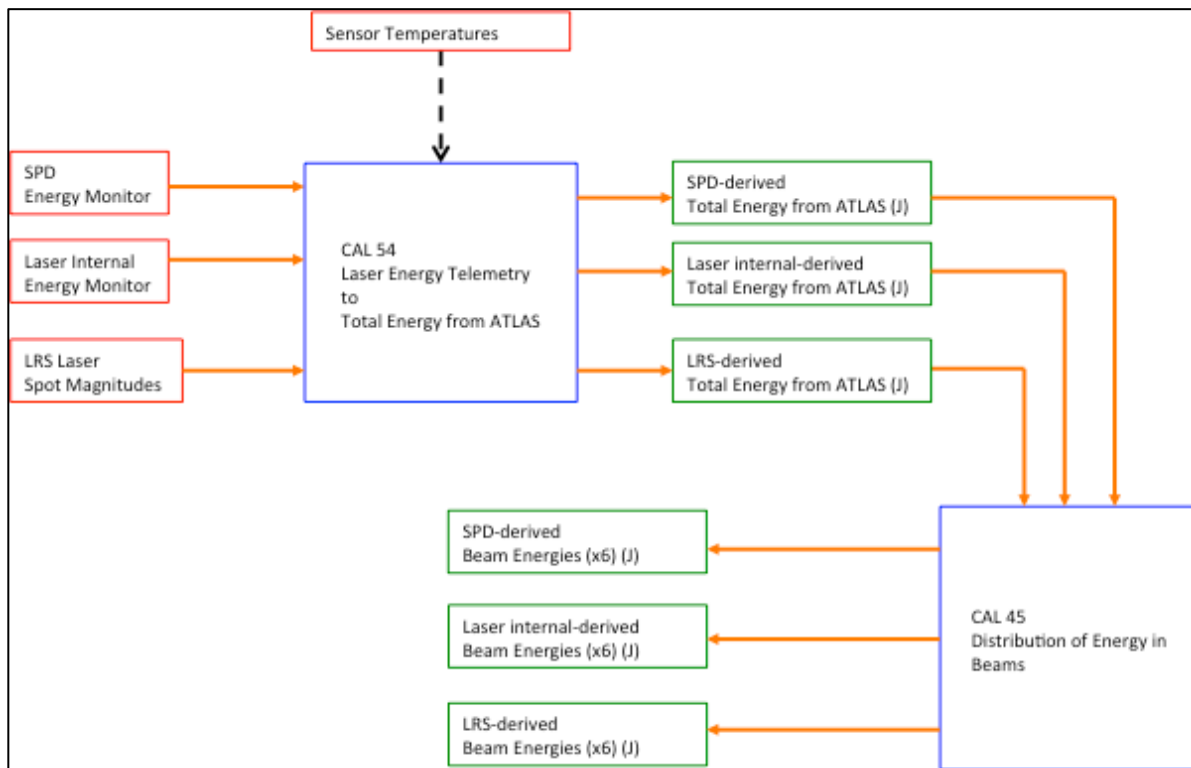 Sensor Temperatures
SPD
Energy Monitor
Laser Internal
Energy Monitor
LRS Laser
Spot Magnitudes
CAL 54
Laser Energy Telemetry
to
Total Energy from ATLAS
SPD-derived
Total Energy from ATLAS (J)
Laser internal-derived
Total Energy from ATLAS (J)
LRS-derived
Total Energy from ATLAS (J)
SPD-derived
Beam Energies (x6) (J)
Laser internal-derived
Beam Energies (x6) (J)
LRS-derived
Beam Energies (x6) (J)
CAL 45
Distribution of Energy in
Beams